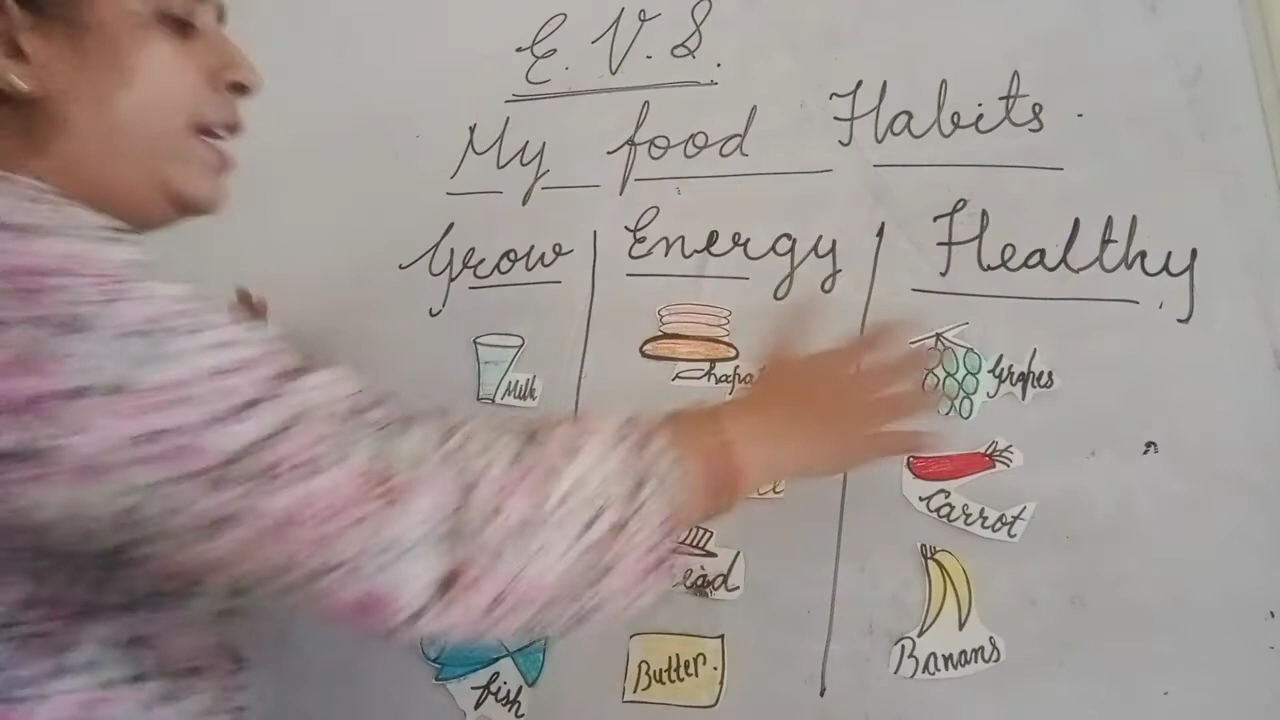 E. V. S.
My food Habits.
Grow Energy Healthy
Milk
Grapes
Carrot
Butter.
Banans
fish